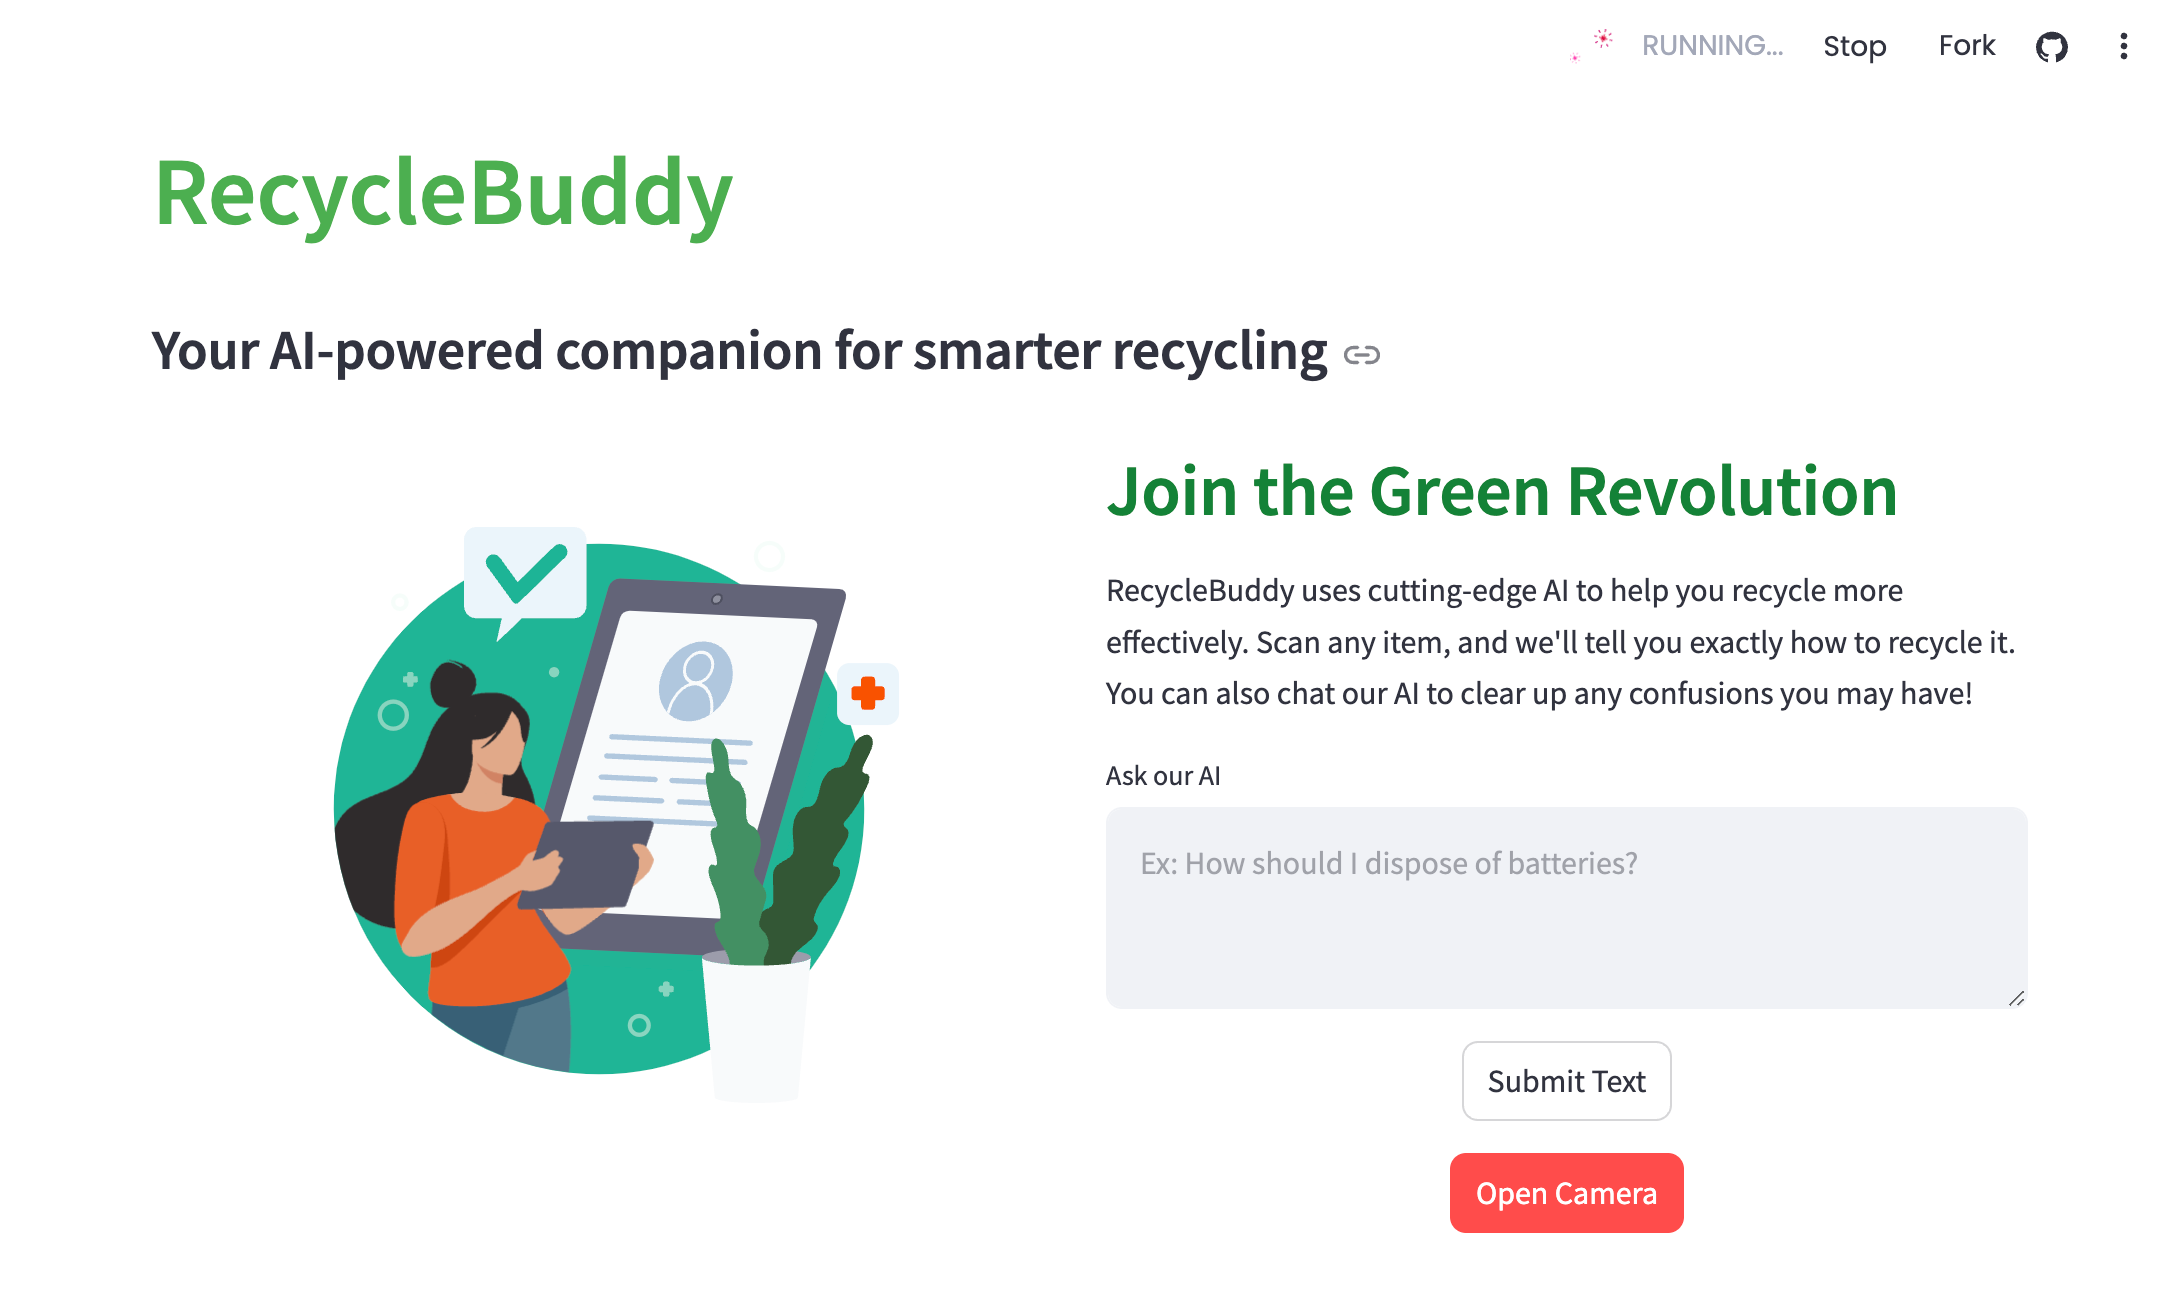 RUNNING...
Stop
Fork
RecycleBuddy
Your AI-powered companion for smarter recycling
Join the Green Revolution
RecycleBuddy uses cutting-edge AI to help you recycle more
effectively. Scan any item, and we'll tell you exactly how to recycle it.
You can also chat our AI to clear up any confusions you may have!
Ask our AI
Ex: How should I dispose of batteries?
Submit Text
Open Camera